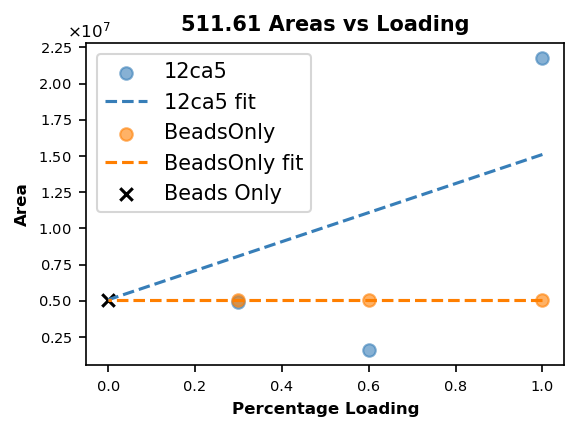 511.61 Areas vs Loading
×10⁷
2.25
2.00
1.75
1.50
1.25
1.00
0.75
0.50
0.25
Area
12ca5
12ca5 fit
BeadsOnly
BeadsOnly fit
Beads Only
0.0 0.2 0.4 0.6 0.8 1.0
Percentage Loading